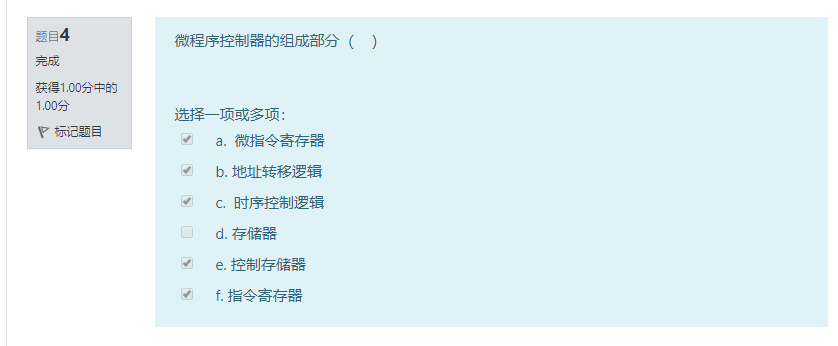 题目4
完成
获得1.00分中的
1.00分
标记题目
微程序控制器的组成部分（ ）
选择一项或多项：
a. 微指令寄存器
b. 地址转移逻辑
c. 时序控制逻辑
d. 存储器
e. 控制存储器
f. 指令寄存器